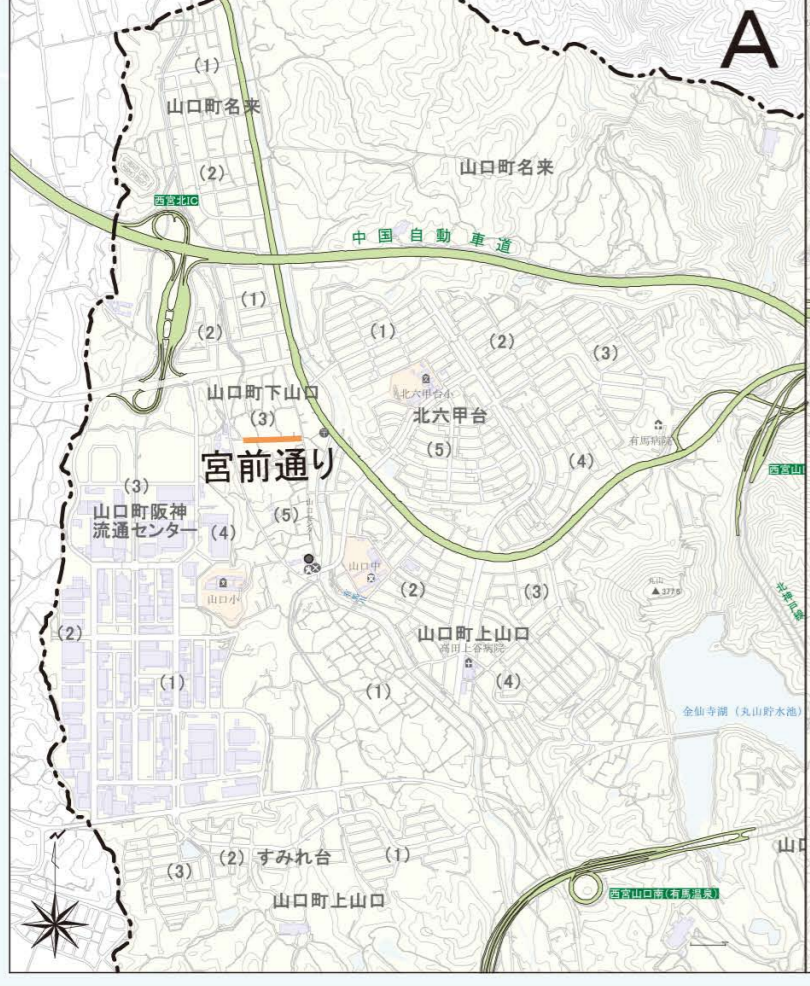 A
(1)
山口町名来
(2)
山口町名来
西宮北IC
中国自動車道
(1)
(2)
(1)
(2)
(3)
山口町下山口
(3)
北六甲台小
北六甲台
(5)
(4)
有馬病院
宮前通り
(3)
山口町阪神
流通センター
(4)
(5)
山口小
山口中
(2)
(3)
丸山
(2)
山口町上山口
高田上谷病院
(1)
(1)
(4)
金仙寺湖(丸山貯水池)
(3)
(2)
すみれ台
(1)
山口町上山口
西宮山口南(有馬温泉)